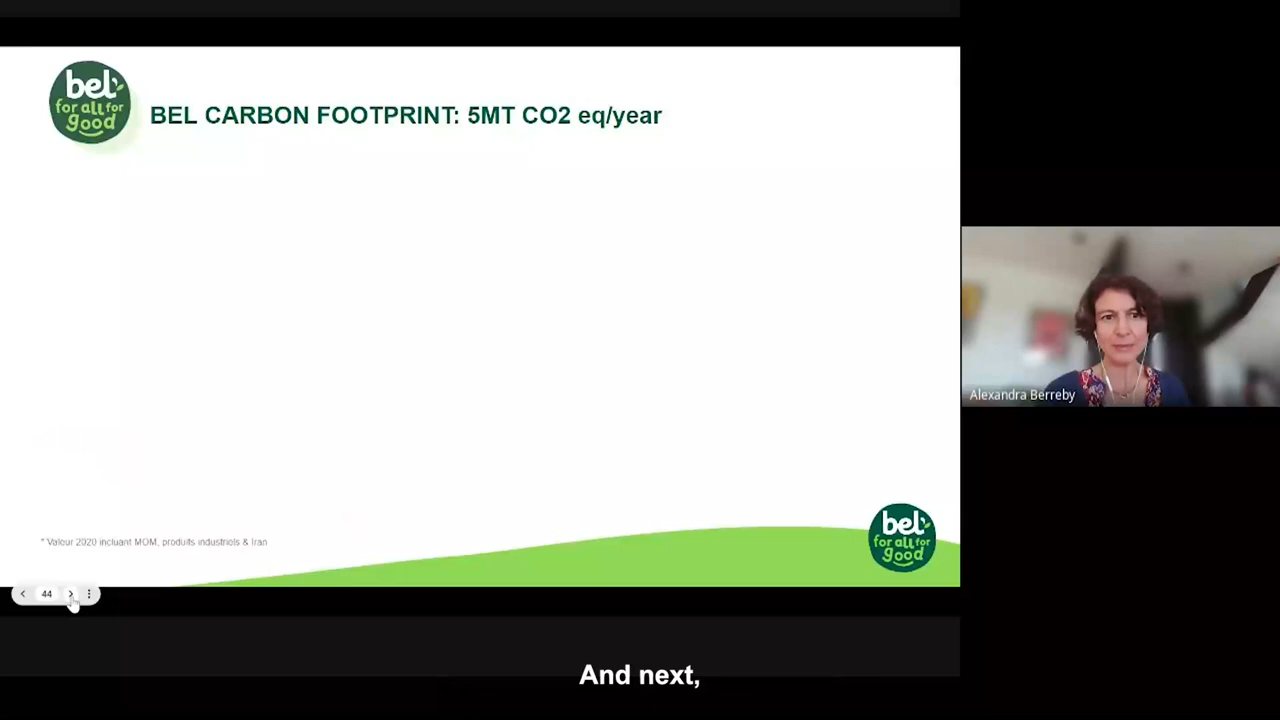 bel
for all for
good
BEL CARBON FOOTPRINT: 5MT CO2 eq/year
Alexandra Berreby
* Valeur 2020 incluant MOM, produits industriels & Iran
bel
for all for
good
44
And next,